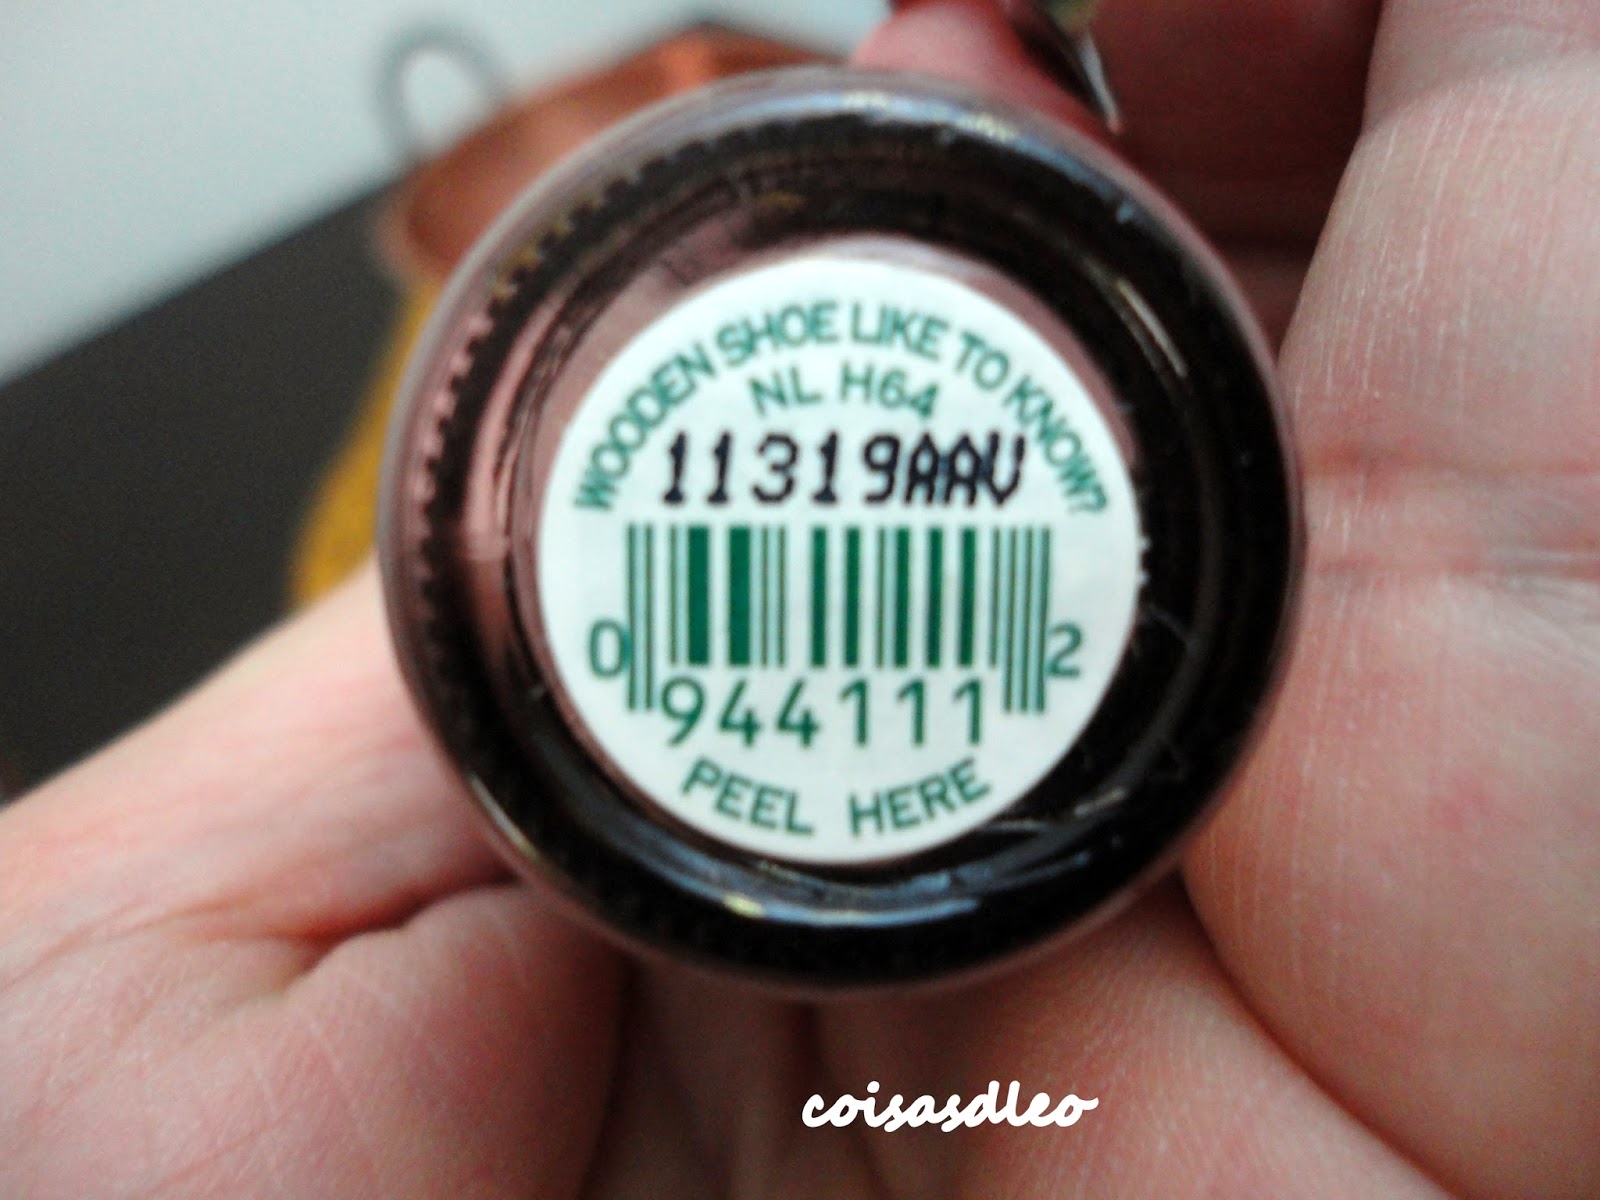 WOODEN SHOE LIKE TO KNOW?
NL H64
11319AAV
0 944111 2
PEEL HERE
coisasdleo